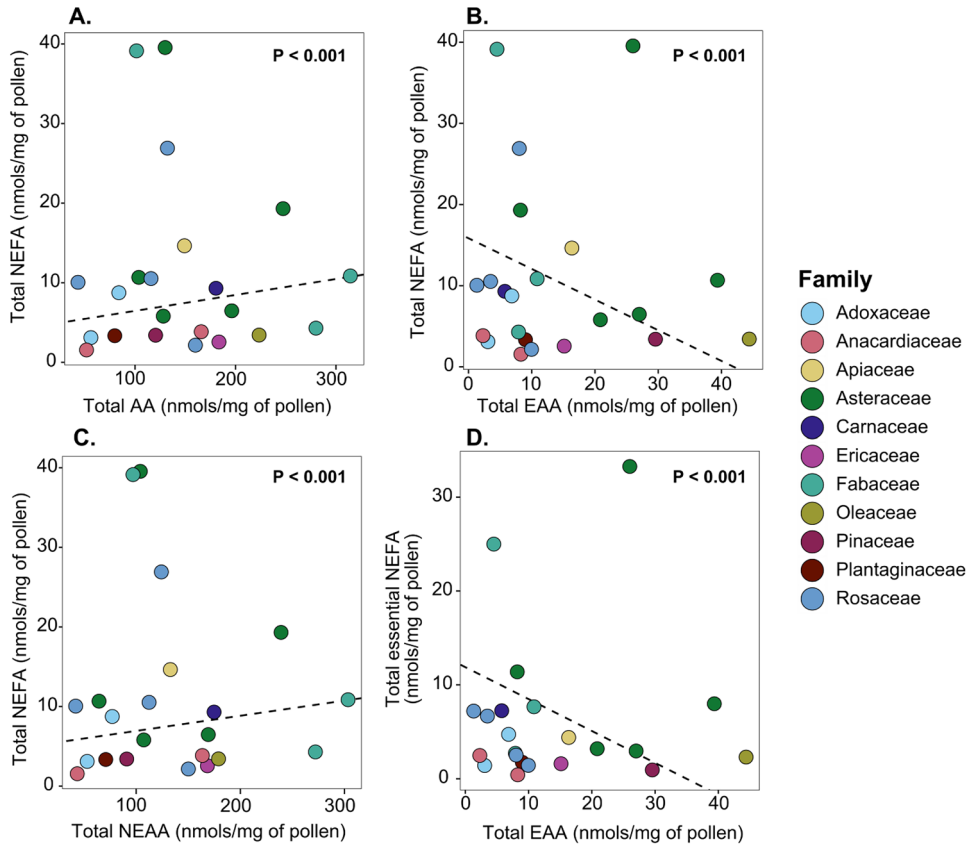 A.
P < 0.001
Total NEFA (nmols/mg of pollen)
40
30
20
10
0
100
200
300
Total AA (nmols/mg of pollen)
B.
P < 0.001
Total NEFA (nmols/mg of pollen)
40
30
20
10
0
0
10
20
30
40
Total EAA (nmols/mg of pollen)
C.
P < 0.001
Total NEFA (nmols/mg of pollen)
40
30
20
10
0
100
200
300
Total NEAA (nmols/mg of pollen)
D.
P < 0.001
Total essential NEFA
(nmols/mg of pollen)
30
20
10
0
0
10
20
30
40
Total EAA (nmols/mg of pollen)
Family
Adoxaceae
Anacardiaceae
Apiaceae
Asteraceae
Carnaceae
Ericaceae
Fabaceae
Oleaceae
Pinaceae
Plantaginaceae
Rosaceae